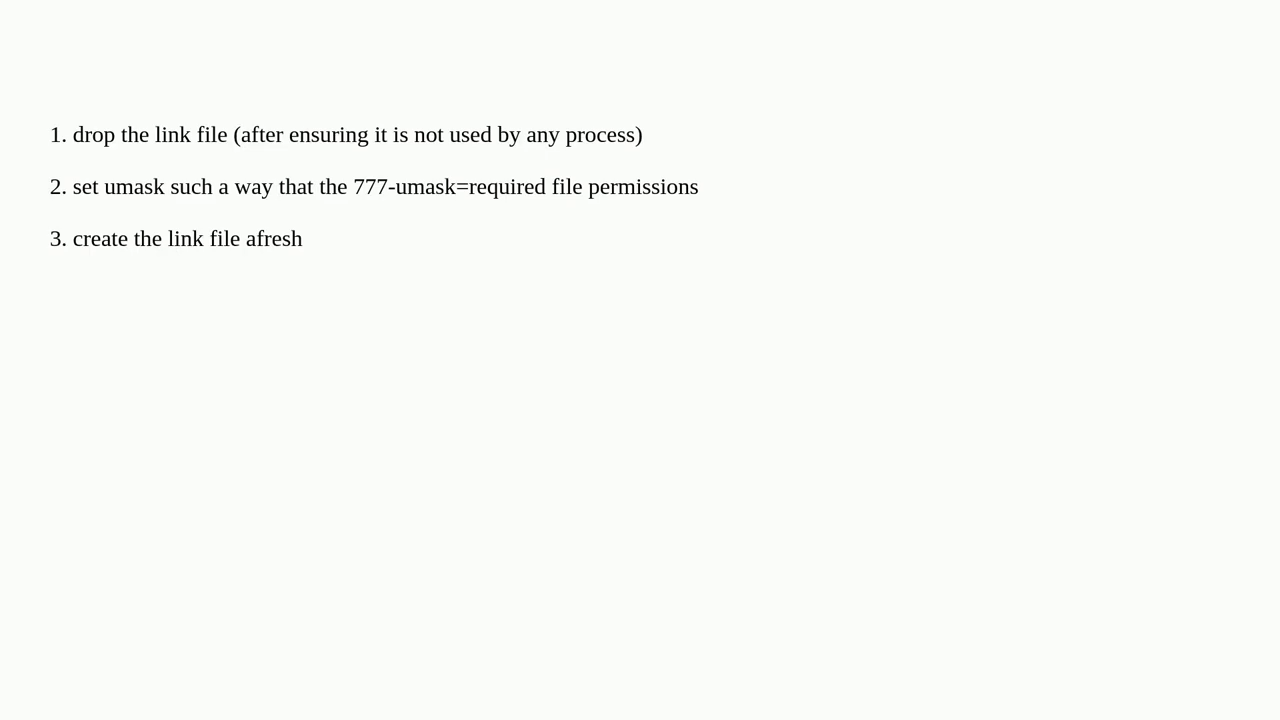 1. drop the link file (after ensuring it is not used by any process)
2. set umask such a way that the 777-umask=required file permissions
3. create the link file afresh